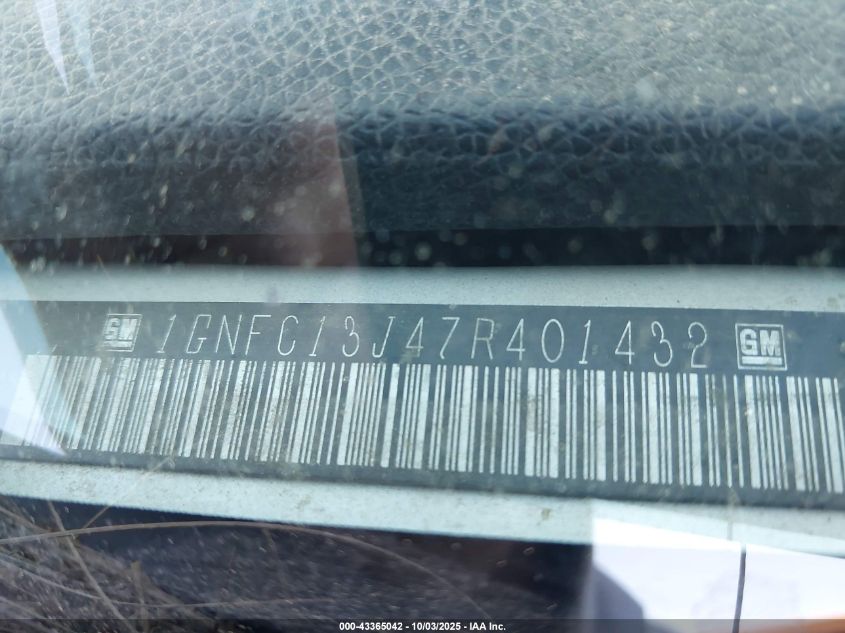 GM 1GNFC13J47R401432 GM
000-43365042 - 10/03/2025 - IAA Inc.